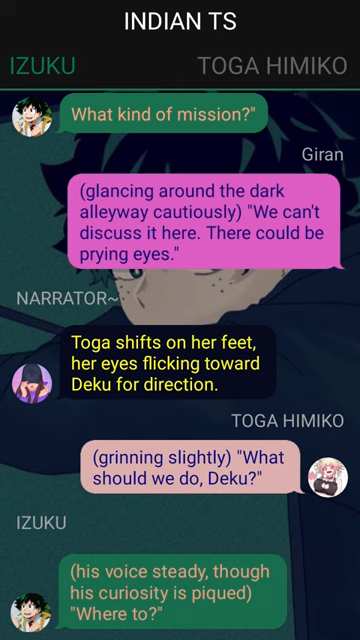 INDIAN TS
IZUKU TOGA HIMIKO
What kind of mission?"
Giran
(glancing around the dark
alleyway cautiously) "We can't
discuss it here. There could be
prying eyes."
NARRATOR~
Toga shifts on her feet,
her eyes flicking toward
Deku for direction.
TOGA HIMIKO
(grinning slightly) "What
should we do, Deku?"
IZUKU
(his voice steady, though
his curiosity is piqued)
"Where to?"